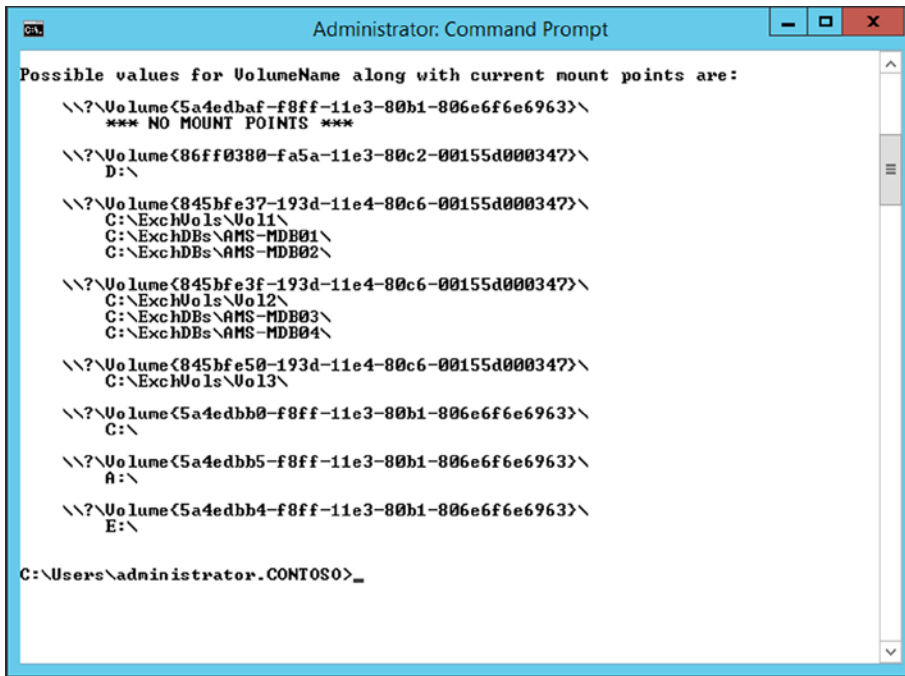 Administrator: Command Prompt
Possible values for VolumeName along with current mount points are:
\\?\Volume{5a4edbaf-f8ff-11e3-80b1-806e6f6e6963}\
*** NO MOUNT POINTS ***
\\?\Volume{86ff0380-fa5a-11e3-80c2-00155d000347}\
D:\
\\?\Volume{845bfe37-193d-11e4-80c6-00155d000347}\
C:\ExchVols\Vol1\
C:\ExchDBs\AMS-MDB01\
C:\ExchDBs\AMS-MDB02\
\\?\Volume{845bfe3f-193d-11e4-80c6-00155d000347}\
C:\ExchVols\Vol2\
C:\ExchDBs\AMS-MDB03\
C:\ExchDBs\AMS-MDB04\
\\?\Volume{845bfe50-193d-11e4-80c6-00155d000347}\
C:\ExchVols\Vol3\
\\?\Volume{5a4edbb0-f8ff-11e3-80b1-806e6f6e6963}\
C:\
\\?\Volume{5a4edbb5-f8ff-11e3-80b1-806e6f6e6963}\
A:\
\\?\Volume{5a4edbb4-f8ff-11e3-80b1-806e6f6e6963}\
E:\
C:\Users\administrator.CONTOSO>_